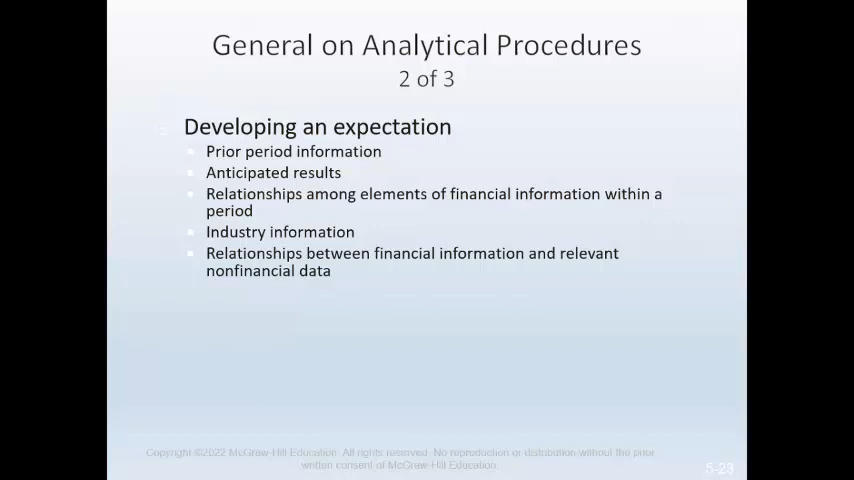 General on Analytical Procedures
2 of 3
Developing an expectation
Prior period information
Anticipated results
Relationships among elements of financial information within a
period
Industry information
Relationships between financial information and relevant
nonfinancial data
Copyright ©2022 McGraw-Hill Education. All rights reserved. No reproduction or distribution without the prior
written consent of McGraw-Hill Education.
5-23